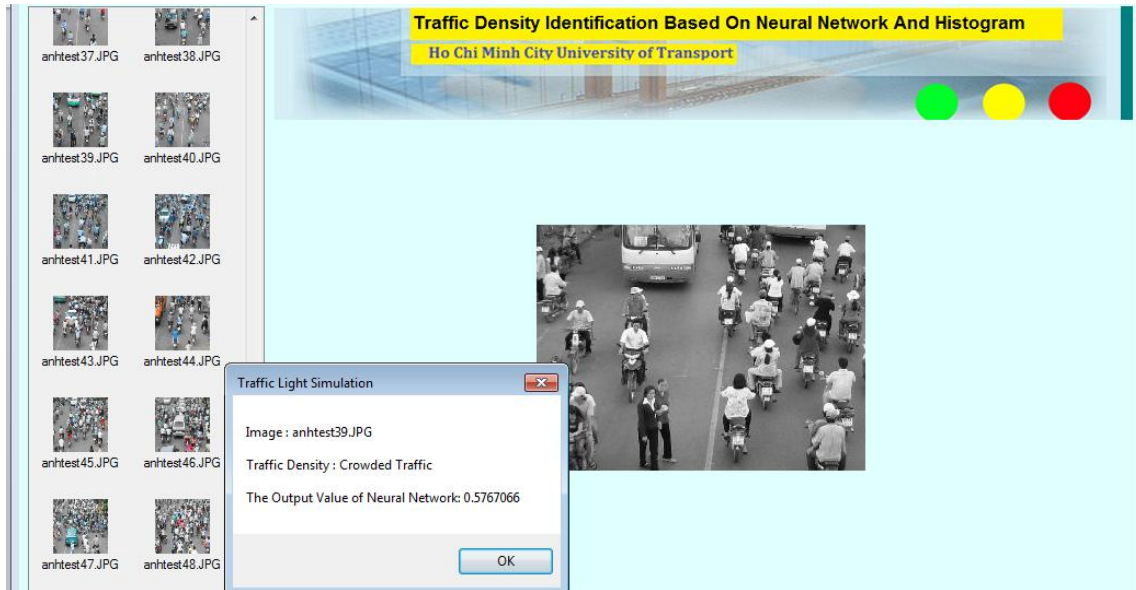 Traffic Density Identification Based On Neural Network And Histogram
Ho Chi Minh City University of Transport
anhtest37.JPG anhtest38.JPG
anhtest39.JPG anhtest40.JPG
anhtest41.JPG anhtest42.JPG
anhtest43.JPG anhtest44.JPG
anhtest45.JPG anhtest46.JPG
anhtest47.JPG anhtest48.JPG
Traffic Light Simulation
Image : anhtest39.JPG
Traffic Density : Crowded Traffic
The Output Value of Neural Network: 0.5767066
OK